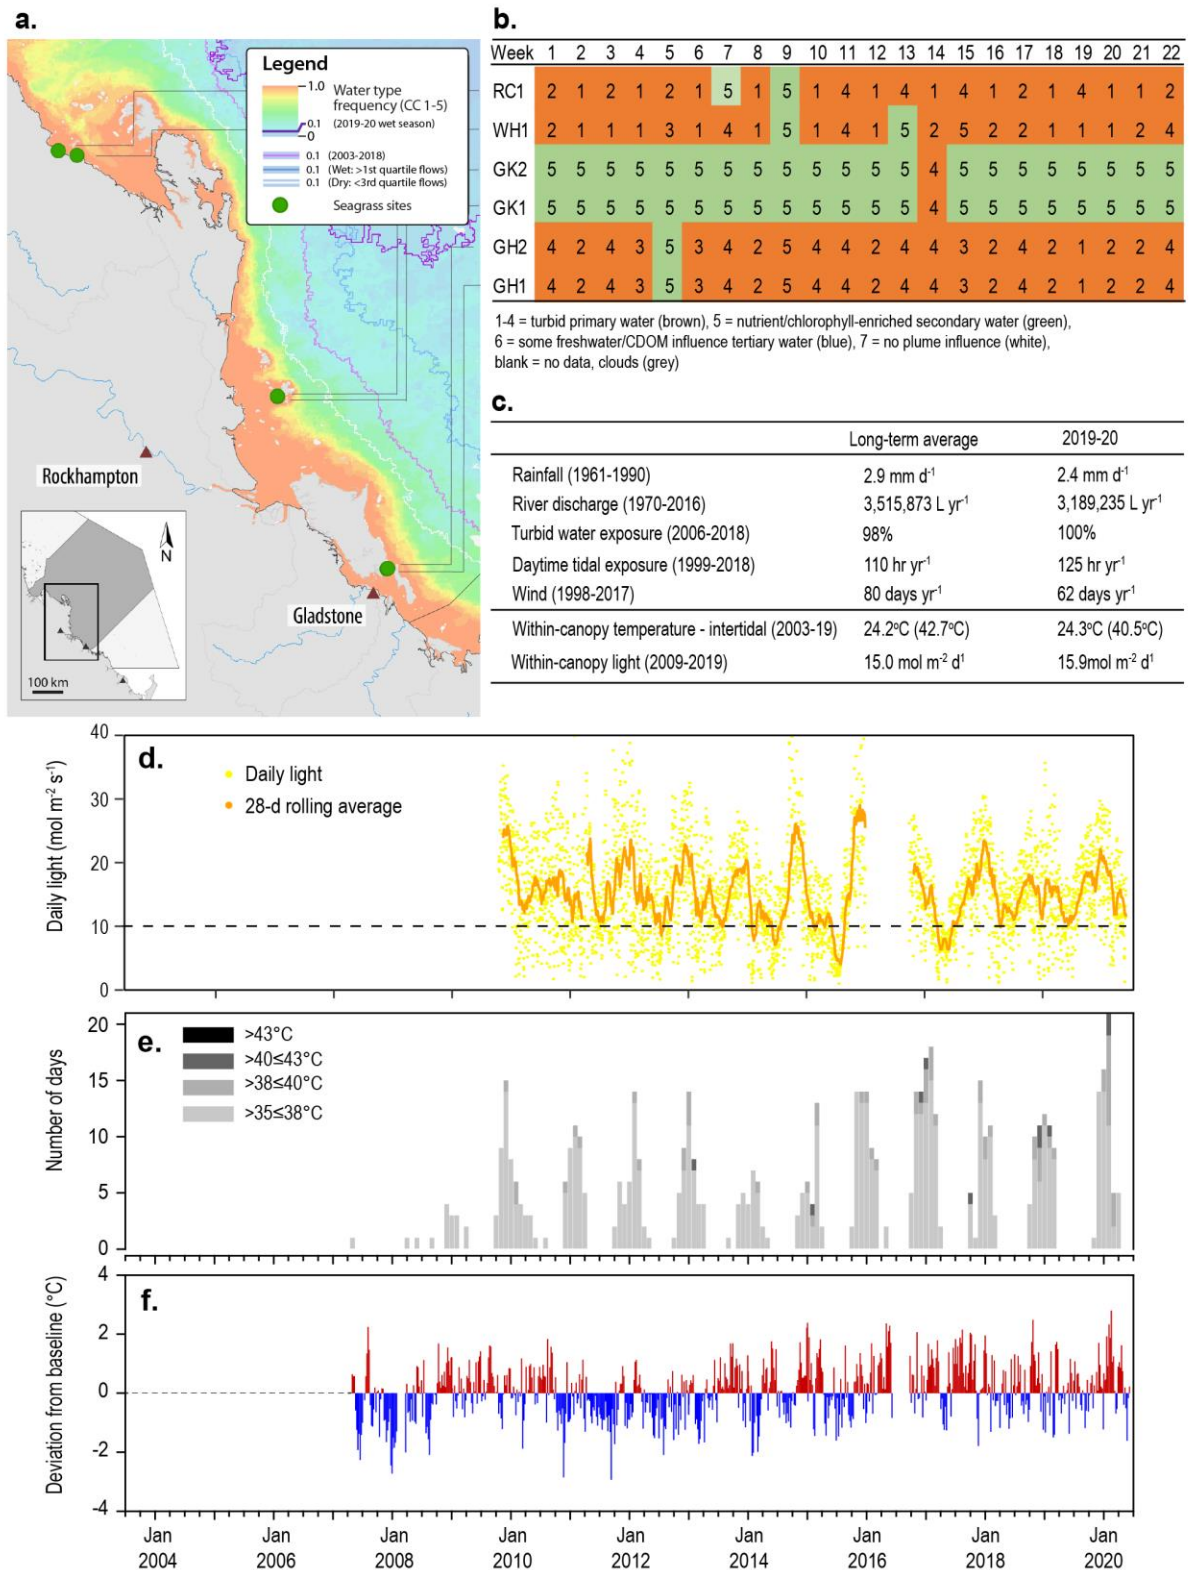 a.
Legend
1.0
Water type
frequency (CC 1-5)
0.1
(2019-20 wet season)
0
0.1 (2003-2018)
0.1 (Wet: >1st quartile flows)
0.1 (Dry: <3rd quartile flows)
Seagrass sites
Rockhampton
Gladstone
N
100 km
b.
Week 1 2 3 4 5 6 7 8 9 10 11 12 13 14 15 16 17 18 19 20 21 22
RC1 2 1 2 1 2 1 5 1 5 1 4 1 4 1 4 1 2 1 4 1 1 2
WH1 2 1 1 1 3 1 4 1 5 1 4 1 5 2 5 2 2 1 1 1 2 4
GK2 5 5 5 5 5 5 5 5 5 5 5 5 5 4 5 5 5 5 5 5 5 5
GK1 5 5 5 5 5 5 5 5 5 5 5 5 5 4 5 5 5 5 5 5 5 5
GH2 4 2 4 3 5 3 4 2 5 4 4 2 4 4 3 2 4 2 1 2 2 4
GH1 4 2 4 3 5 3 4 2 5 4 4 2 4 4 3 2 4 2 1 2 2 4
1-4 = turbid primary water (brown), 5 = nutrient/chlorophyll-enriched secondary water (green),
6 = some freshwater/CDOM influence tertiary water (blue), 7 = no plume influence (white),
blank = no data, clouds (grey)
c.
Long-term average 2019-20
Rainfall (1961-1990) 2.9 mm d⁻¹ 2.4 mm d⁻¹
River discharge (1970-2016) 3,515,873 L yr⁻¹ 3,189,235 L yr⁻¹
Turbid water exposure (2006-2018) 98% 100%
Daytime tidal exposure (1999-2018) 110 hr yr⁻¹ 125 hr yr⁻¹
Wind (1998-2017) 80 days yr⁻¹ 62 days yr⁻¹
Within-canopy temperature - intertidal (2003-19) 24.2ºC (42.7ºC) 24.3ºC (40.5ºC)
Within-canopy light (2009-2019) 15.0 mol m⁻² d¹ 15.9mol m⁻² d¹
d.
Daily light
28-d rolling average
Daily light (mol m⁻² s⁻¹)
40
30
20
10
0
e.
>43°C
>40≤43°C
>38≤40°C
>35≤38°C
Number of days
20
15
10
5
0
f.
Deviation from baseline (°C)
4
2
0
-2
-4
Jan Jan Jan Jan Jan Jan Jan Jan Jan
2004 2006 2008 2010 2012 2014 2016 2018 2020